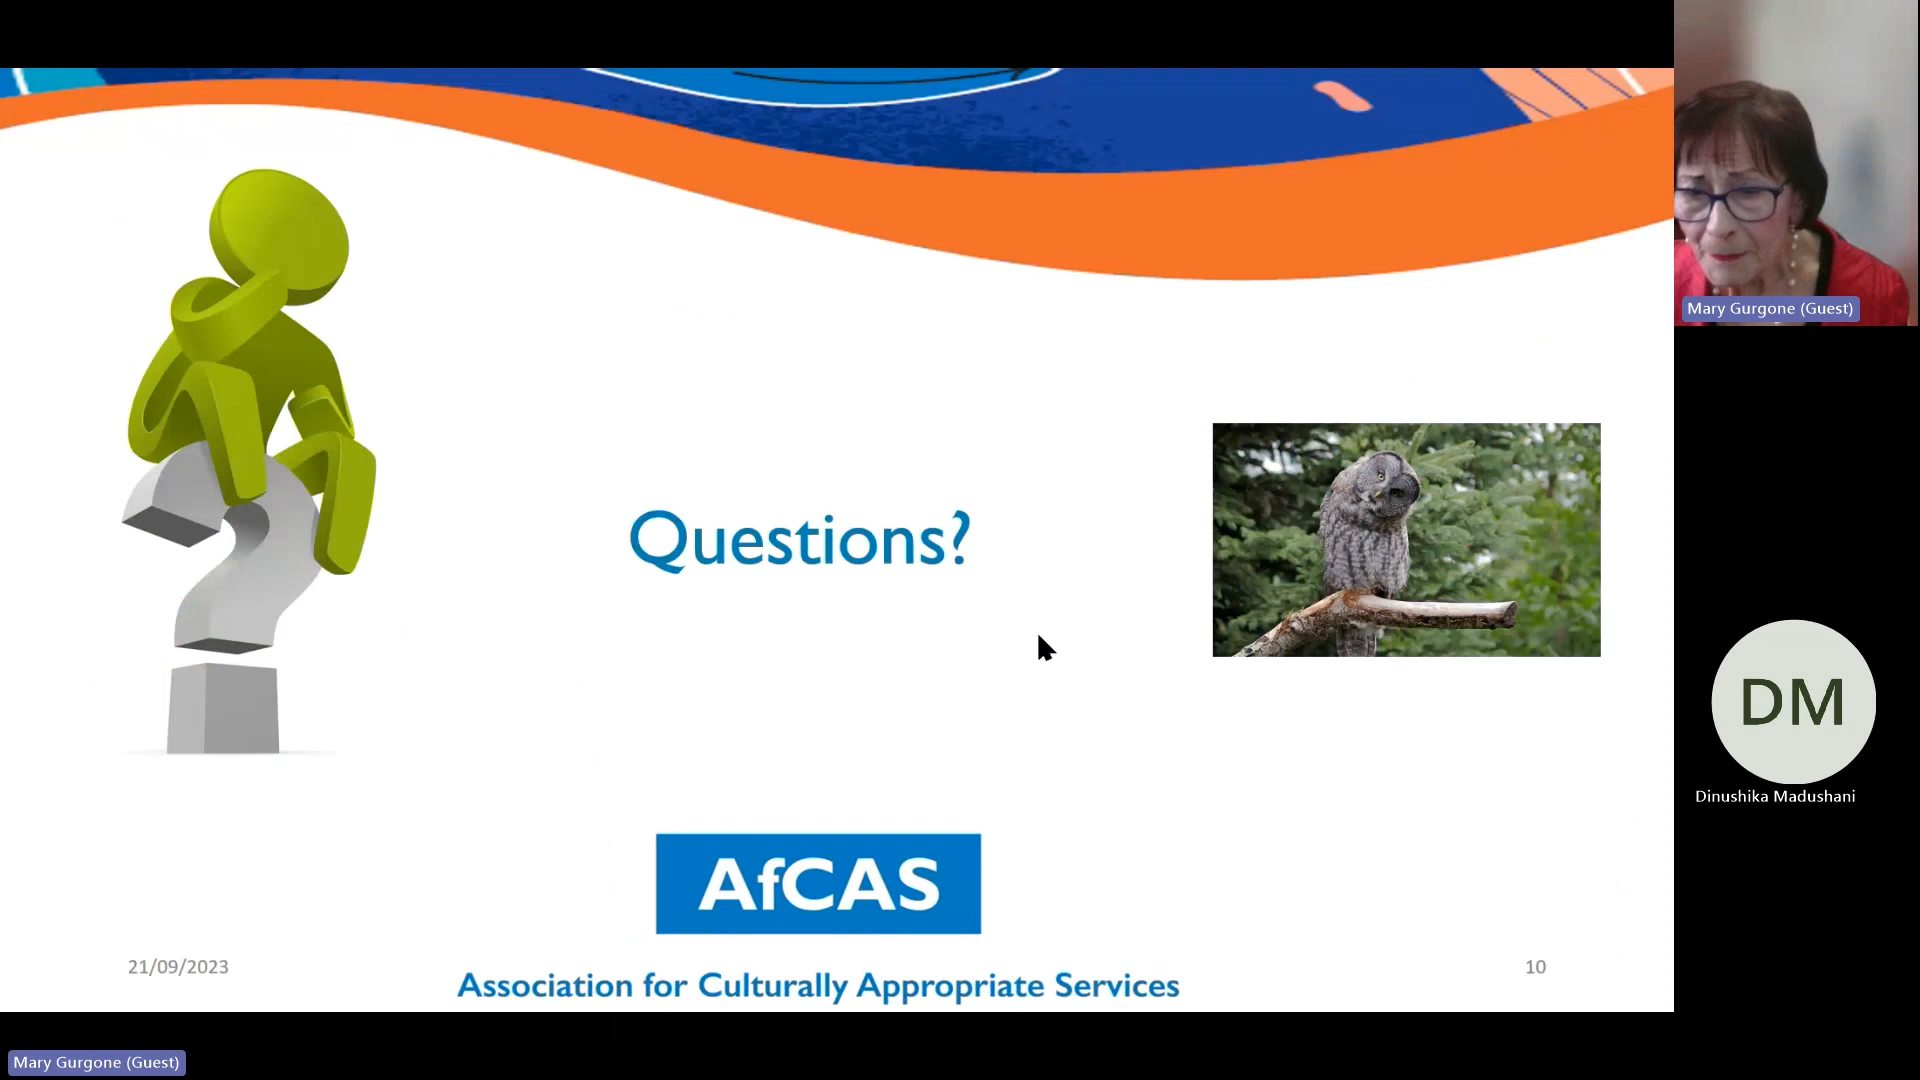 Mary Gurgone (Guest)
Questions?
DM
Dinushika Madushani
AfCAS
21/09/2023
10
Association for Culturally Appropriate Services
Mary Gurgone (Guest)